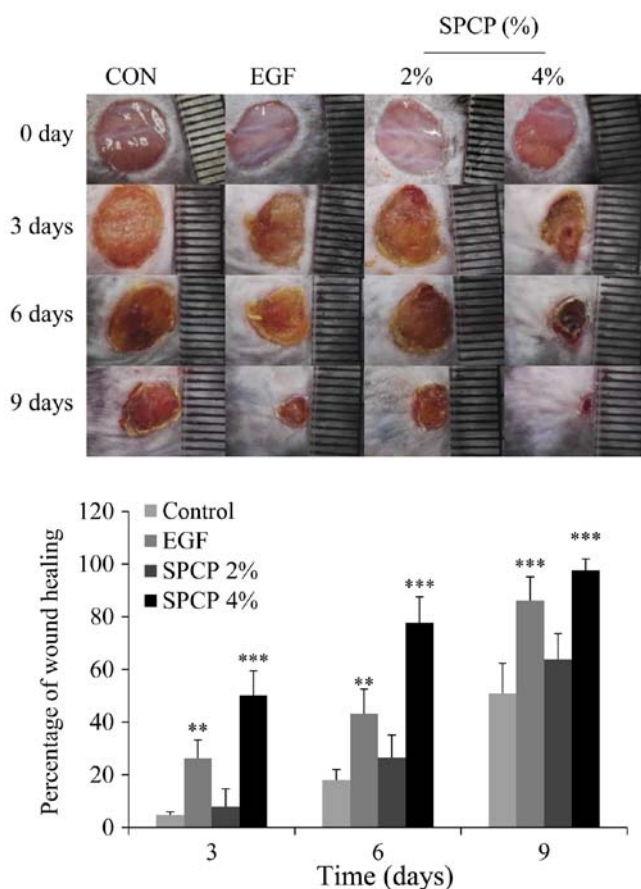 SPCP (%)
CON EGF 2% 4%
0 day
3 days
6 days
9 days
Percentage of wound healing
120
100
80
60
40
20
0
Control
EGF
SPCP 2%
SPCP 4%
** ***
** ***
*** ***
3 6 9
Time (days)